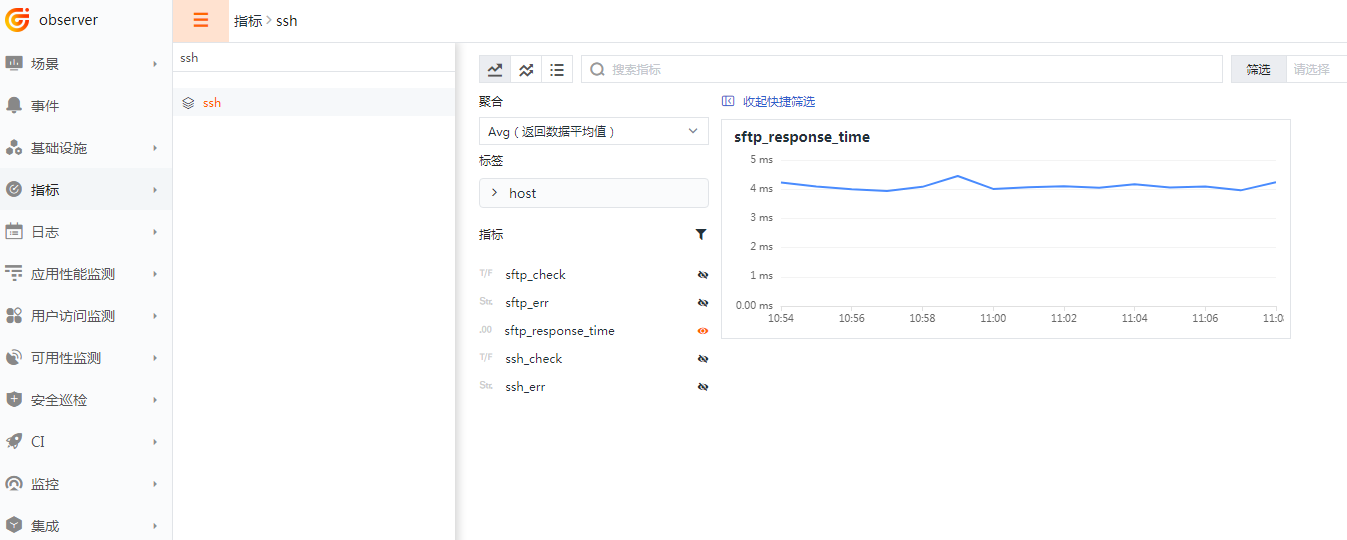 observer
指标 > ssh
场景
事件
基础设施
指标
日志
应用性能监测
用户访问监测
可用性监测
安全巡检
CI
监控
集成
ssh
ssh
搜索指标
筛选 请选择
聚合
Avg（返回数据平均值）
标签
host
指标
T/F sftp_check
Str. sftp_err
.00 sftp_response_time
T/F ssh_check
Str. ssh_err
收起快捷筛选
sftp_response_time
5 ms
4 ms
3 ms
2 ms
1 ms
0.00 ms
10:54 10:56 10:58 11:00 11:02 11:04 11:06